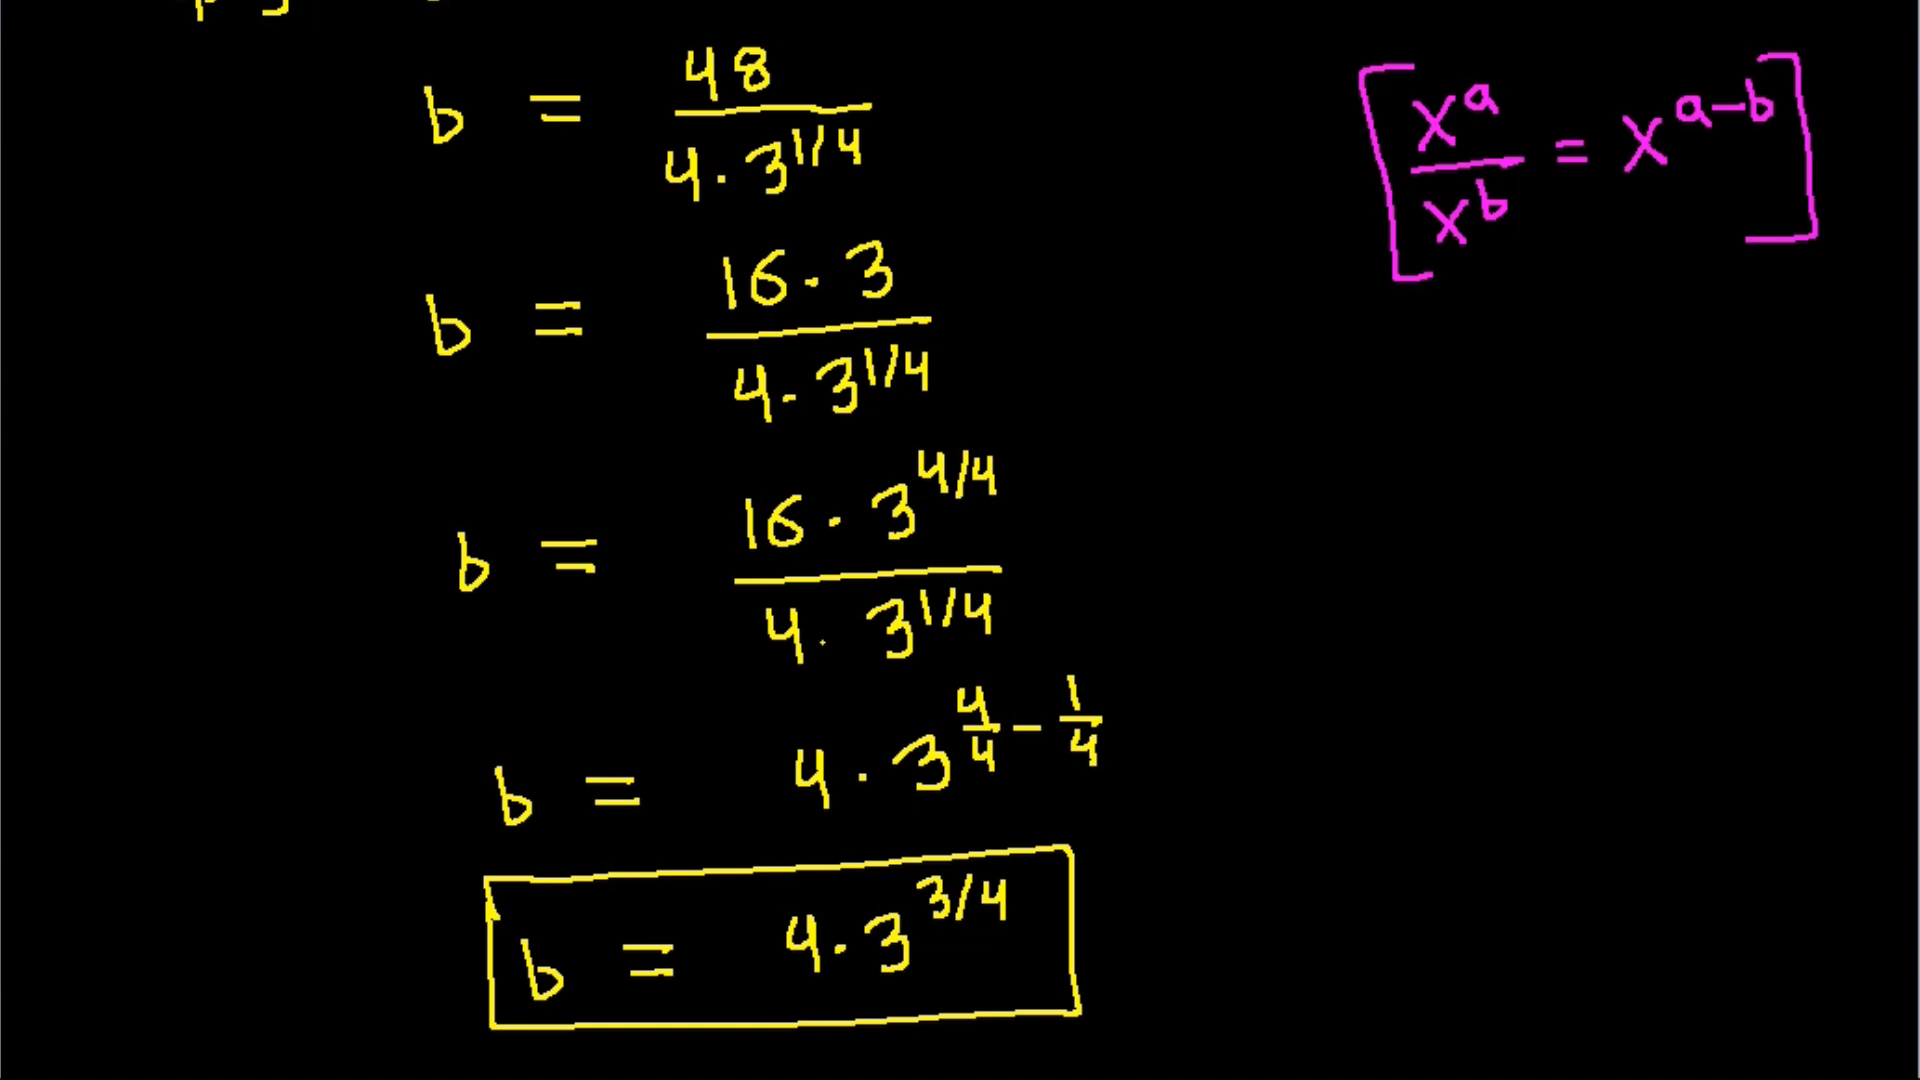 b = 48 / 4 · 3^{1/4}
b = 16 · 3 / 4 · 3^{1/4}
b = 16 · 3^{4/4} / 4 · 3^{1/4}
b = 4 · 3^{4/4 - 1/4}
b = 4 · 3^{3/4}
[x^a / x^b = x^{a-b}]